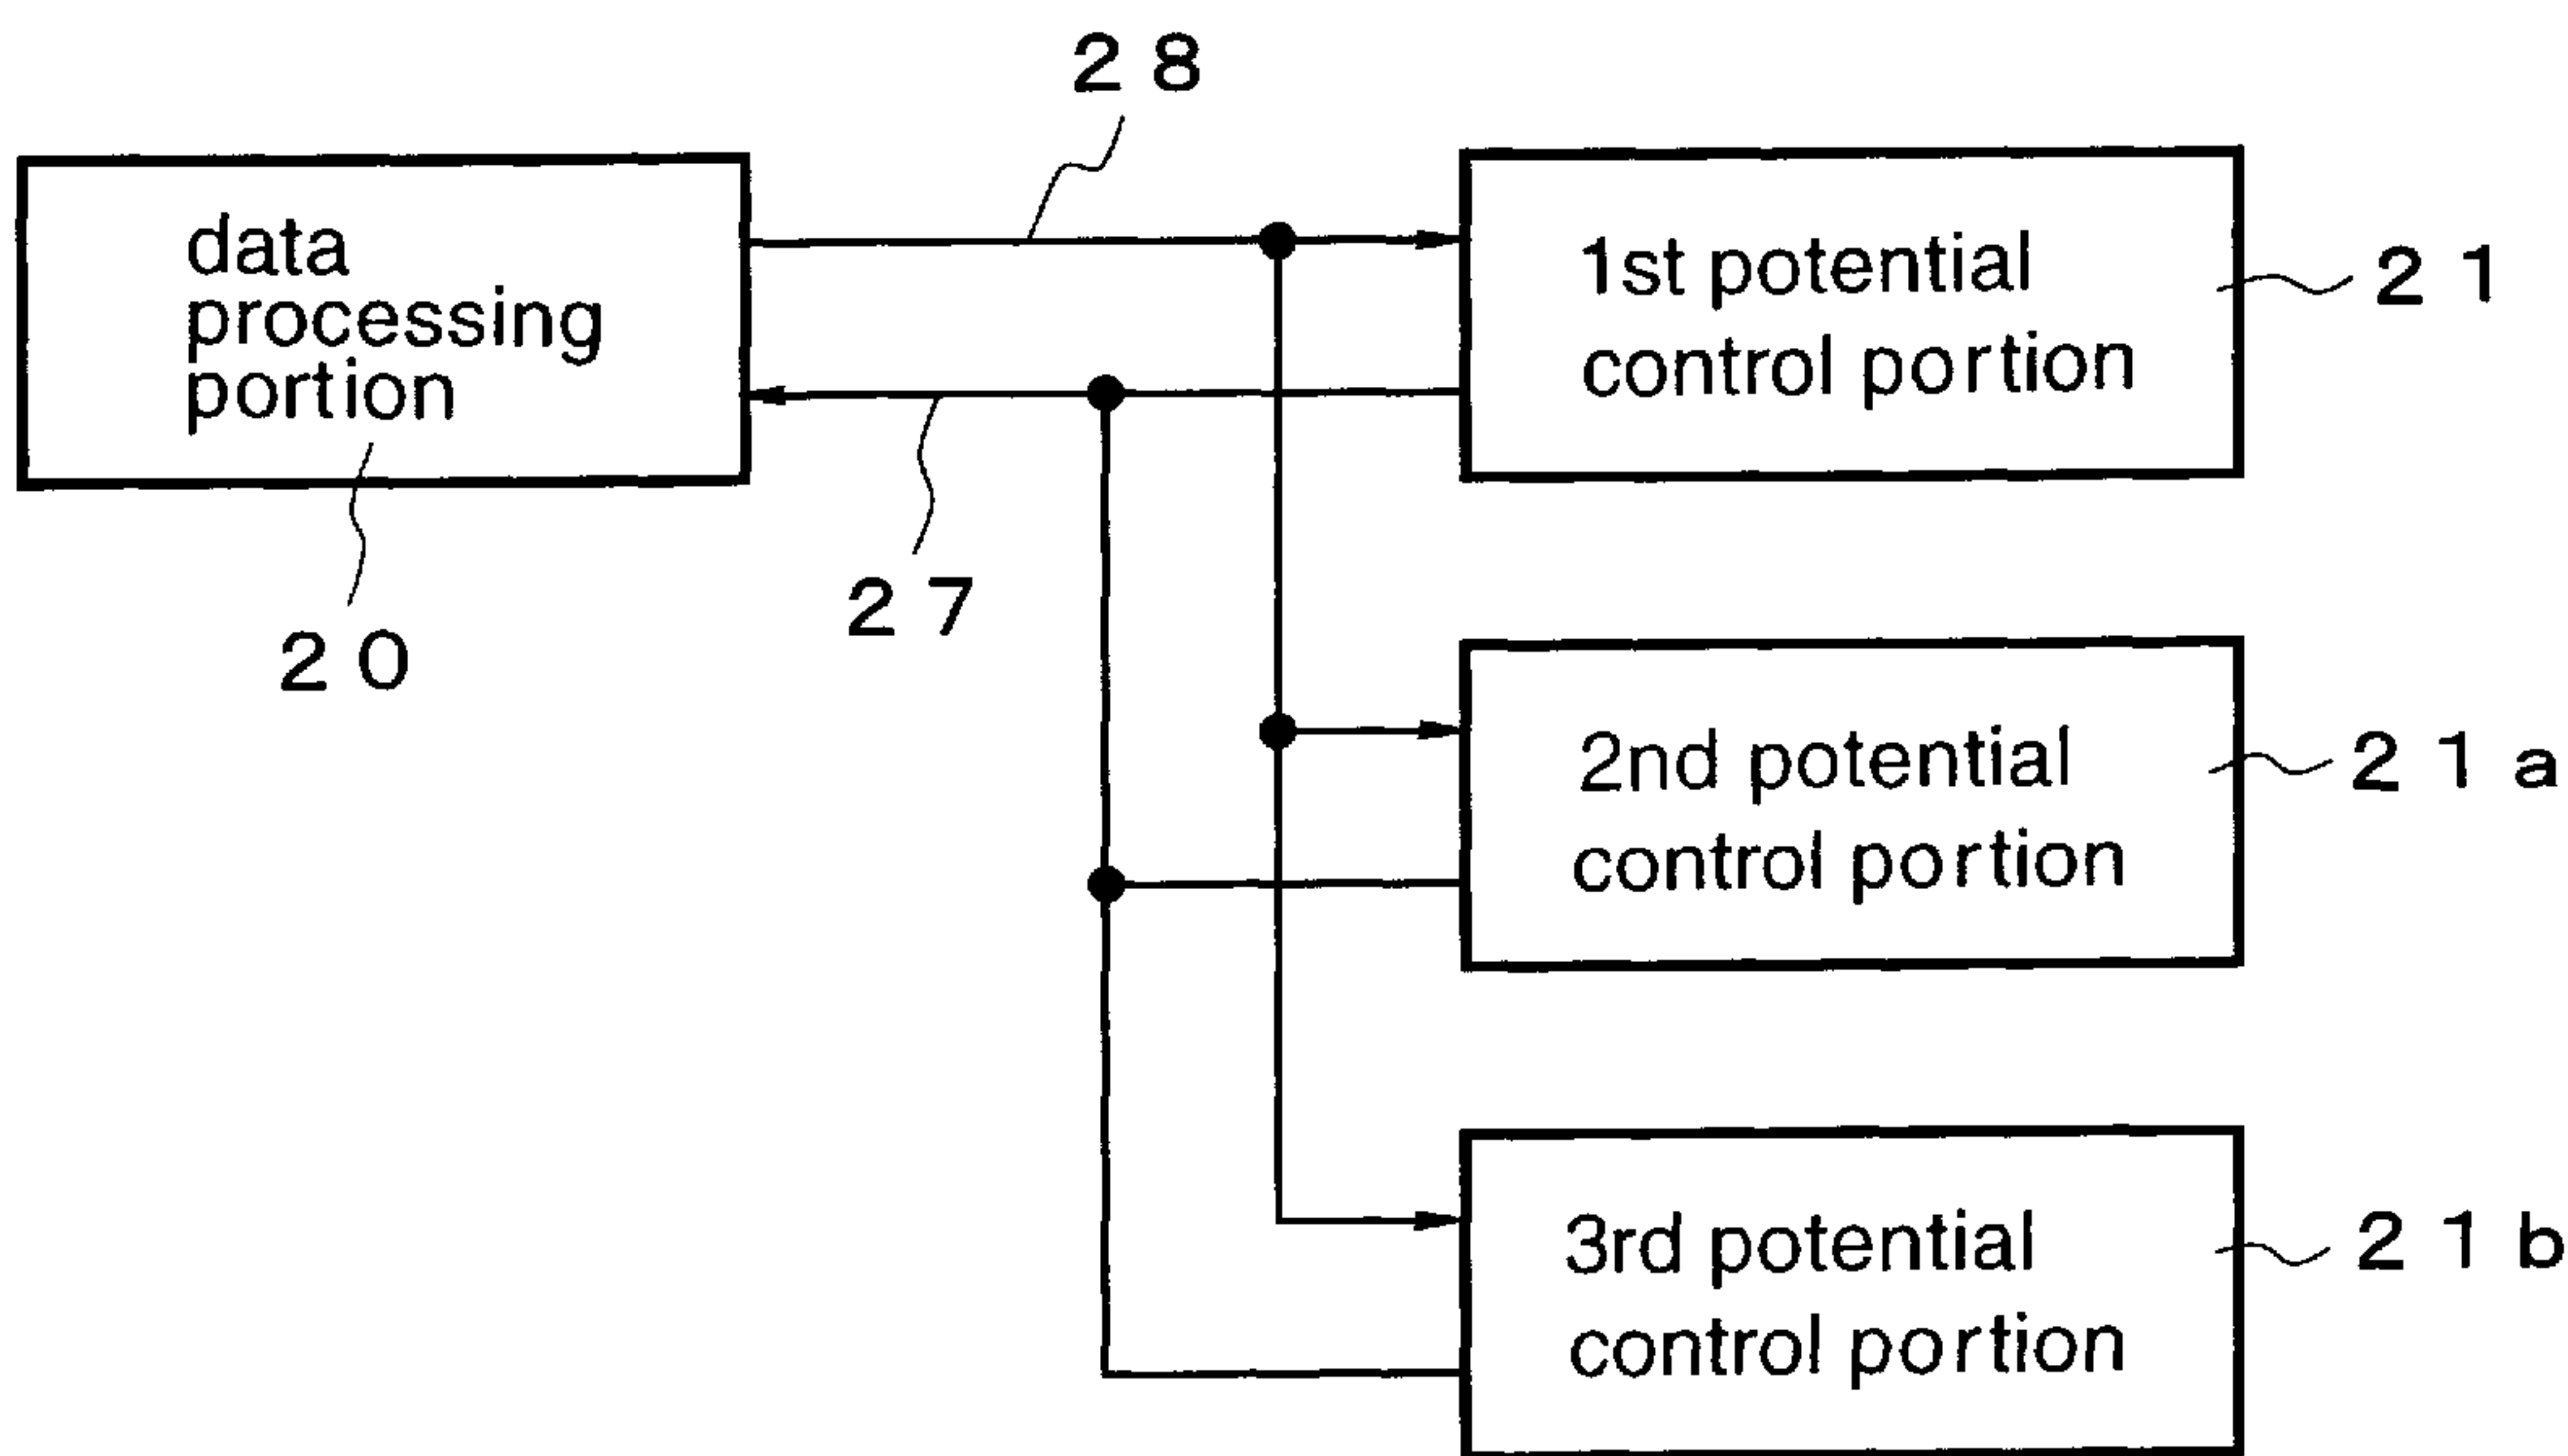 28
data
processing
portion
20
27
1st potential
control portion
21
2nd potential
control portion
21a
3rd potential
control portion
21b